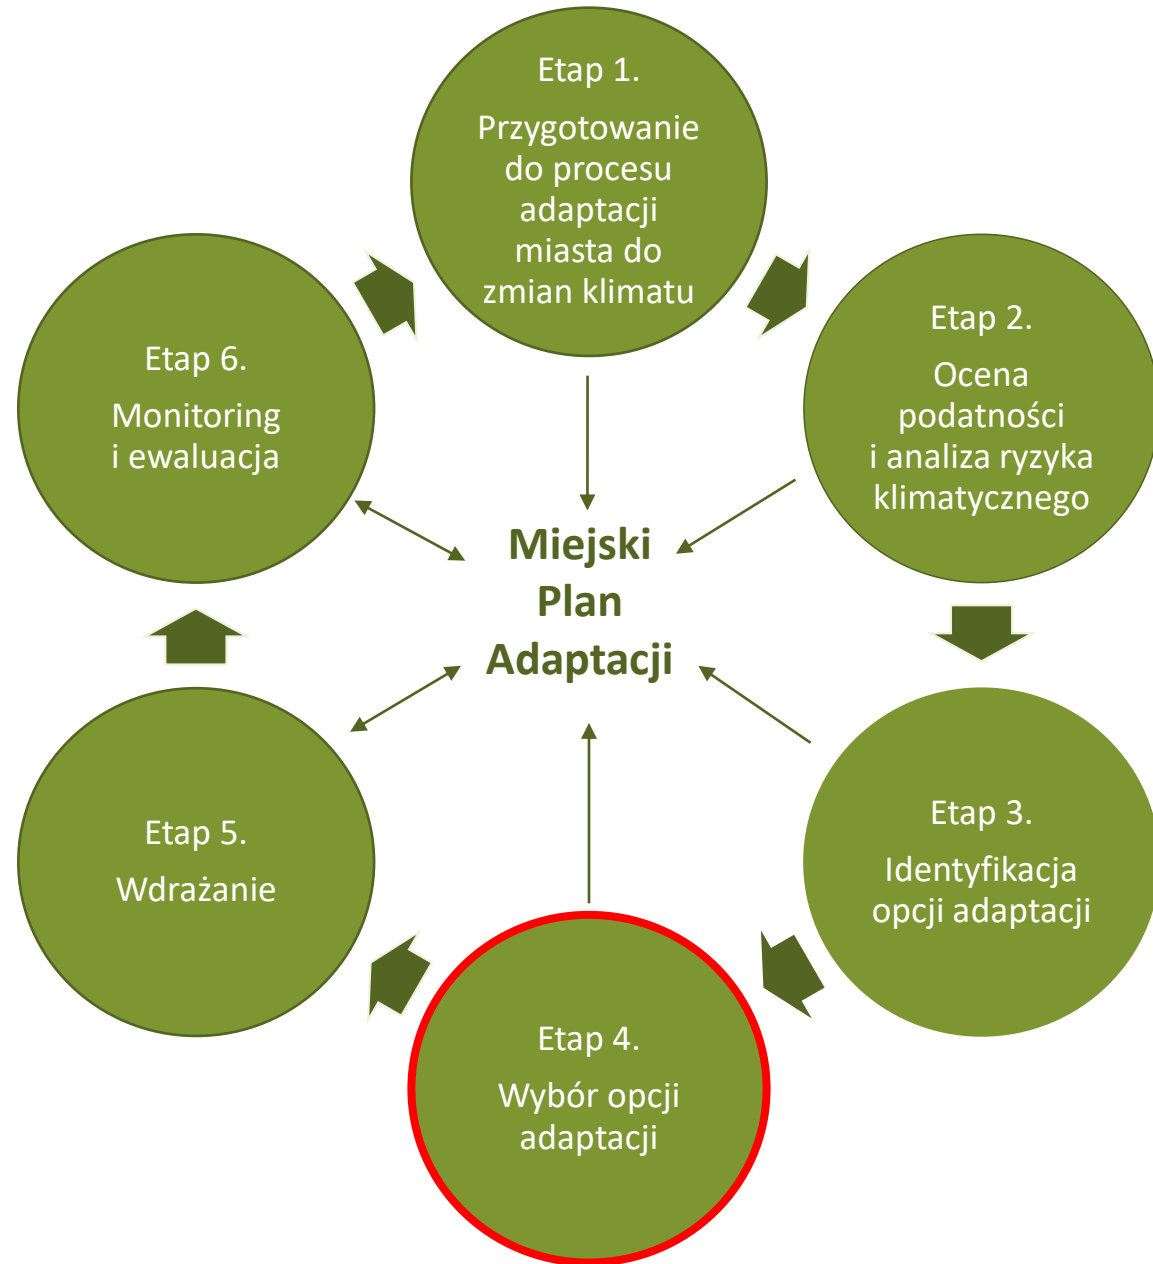 Etap 1.
Przygotowanie
do procesu
adaptacji
miasta do
zmian klimatu
Etap 2.
Ocena
podatności
i analiza ryzyka
klimatycznego
Etap 3.
Identyfikacja
opcji adaptacji
Etap 4.
Wybór opcji
adaptacji
Etap 5.
Wdrażanie
Etap 6.
Monitoring
i ewaluacja
Miejski
Plan
Adaptacji